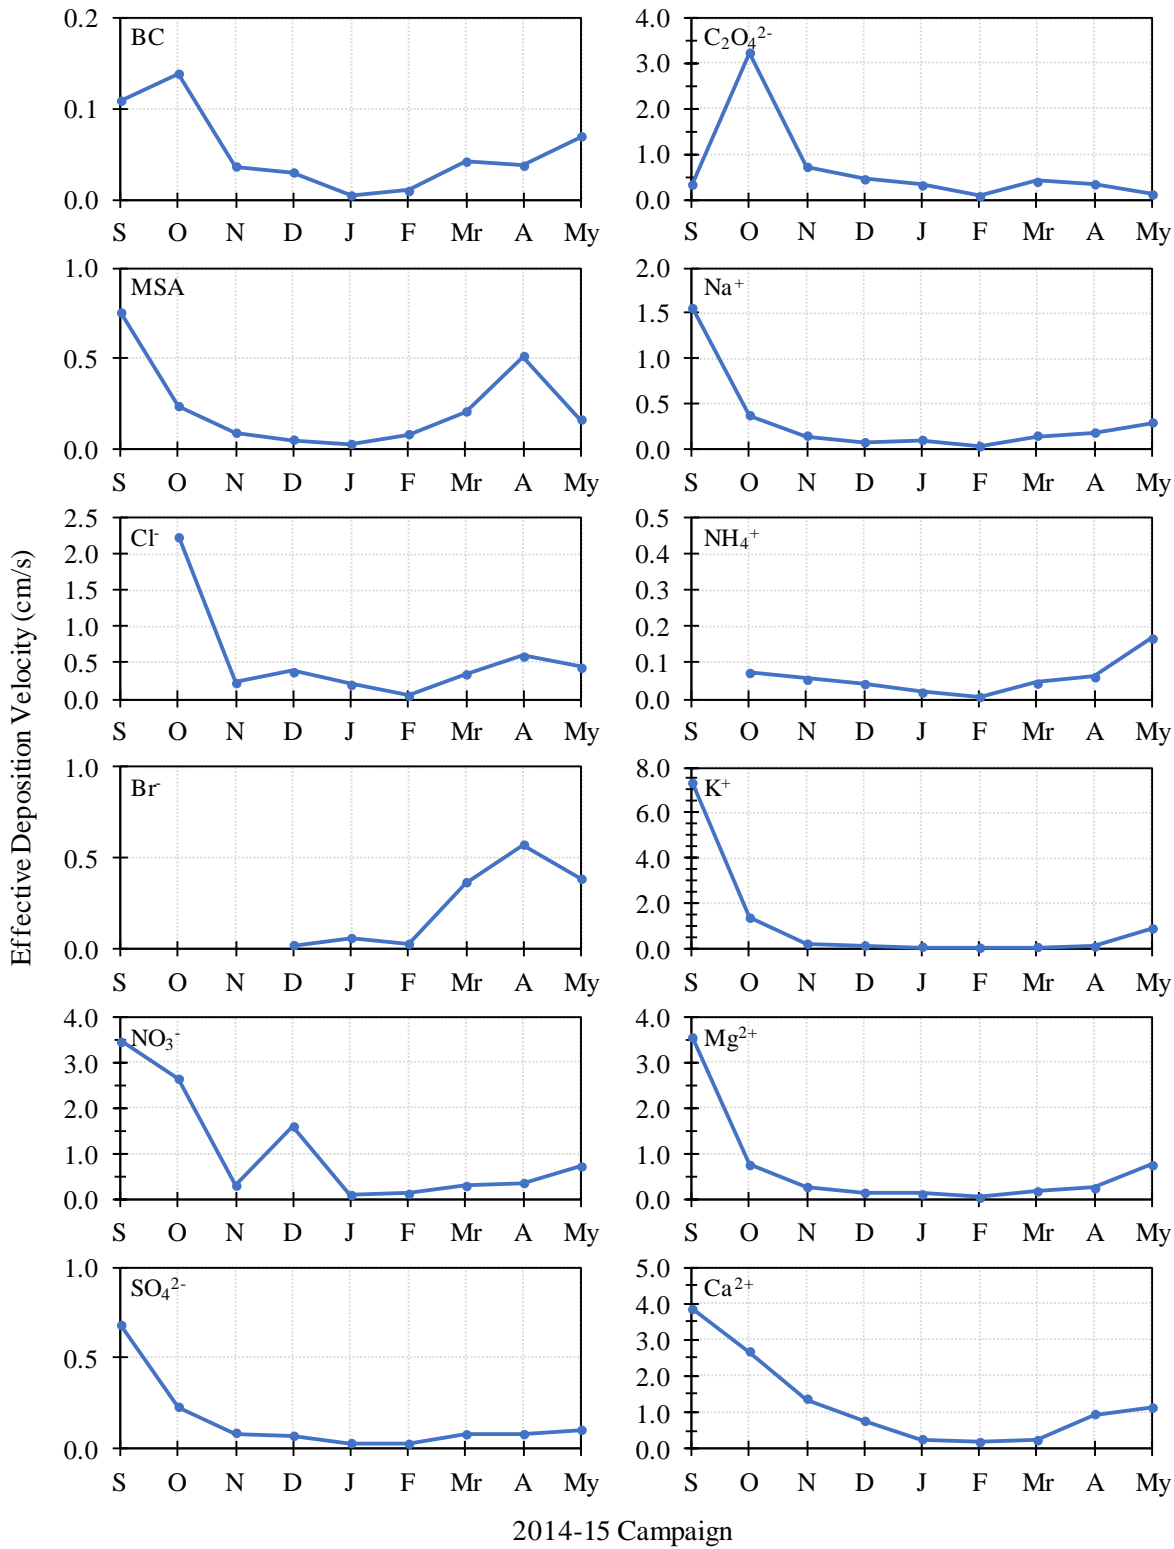 0.2
0.1
0.0
BC
S O N D J F Mr A My
4.0
3.0
2.0
1.0
0.0
C₂O₄²⁻
S O N D J F Mr A My
1.0
0.5
0.0
MSA
S O N D J F Mr A My
2.0
1.5
1.0
0.5
0.0
Na⁺
S O N D J F Mr A My
2.5
2.0
1.5
1.0
0.5
0.0
Cl⁻
S O N D J F Mr A My
0.5
0.4
0.3
0.2
0.1
0.0
NH₄⁺
S O N D J F Mr A My
1.0
0.5
0.0
Br⁻
S O N D J F Mr A My
8.0
6.0
4.0
2.0
0.0
K⁺
S O N D J F Mr A My
4.0
3.0
2.0
1.0
0.0
NO₃⁻
S O N D J F Mr A My
4.0
3.0
2.0
1.0
0.0
Mg²⁺
S O N D J F Mr A My
1.0
0.5
0.0
SO₄²⁻
S O N D J F Mr A My
5.0
4.0
3.0
2.0
1.0
0.0
Ca²⁺
S O N D J F Mr A My
Effective Deposition Velocity (cm/s)
2014-15 Campaign